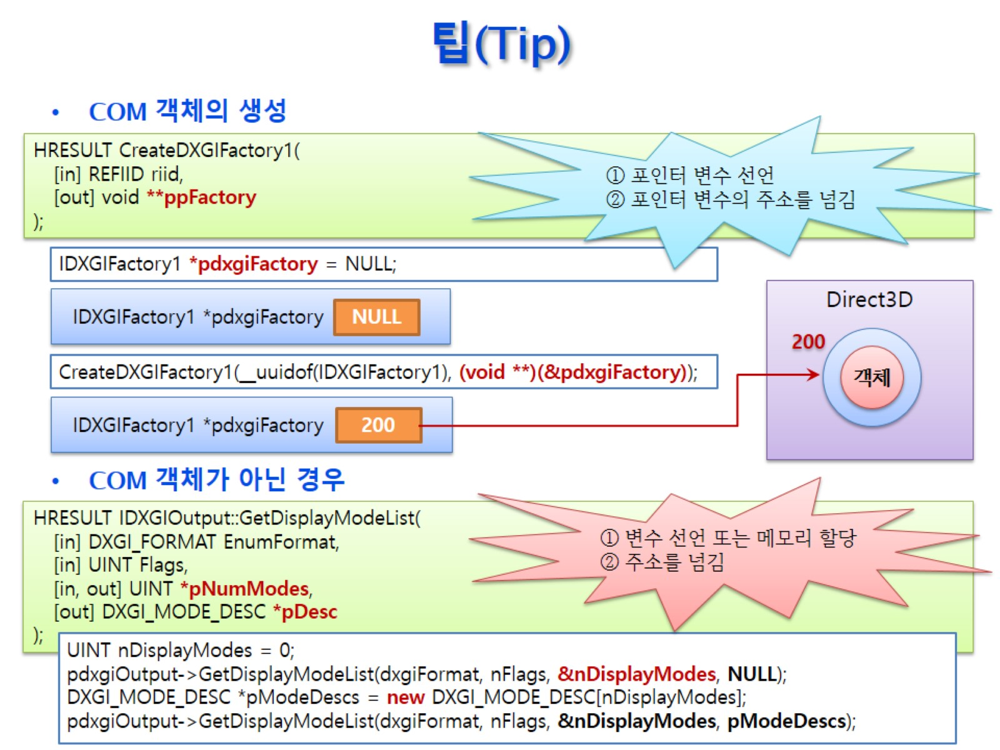 팁(Tip)
• COM 객체의 생성
HRESULT CreateDXGIFactory1(
[in] REFIID riid,
[out] void **ppFactory
);
① 포인터 변수 선언
② 포인터 변수의 주소를 넘김
IDXGIFactory1 *pdxgiFactory = NULL;
IDXGIFactory1 *pdxgiFactory NULL
CreateDXGIFactory1(__uuidof(IDXGIFactory1), (void **)(&pdxgiFactory));
IDXGIFactory1 *pdxgiFactory 200
Direct3D
200
객체
• COM 객체가 아닌 경우
HRESULT IDXGIOutput::GetDisplayModeList(
[in] DXGI_FORMAT EnumFormat,
[in] UINT Flags,
[in, out] UINT *pNumModes,
[out] DXGI_MODE_DESC *pDesc
);
① 변수 선언 또는 메모리 할당
② 주소를 넘김
UINT nDisplayModes = 0;
pdxgiOutput->GetDisplayModeList(dxgiFormat, nFlags, &nDisplayModes, NULL);
DXGI_MODE_DESC *pModeDescs = new DXGI_MODE_DESC[nDisplayModes];
pdxgiOutput->GetDisplayModeList(dxgiFormat, nFlags, &nDisplayModes, pModeDescs);